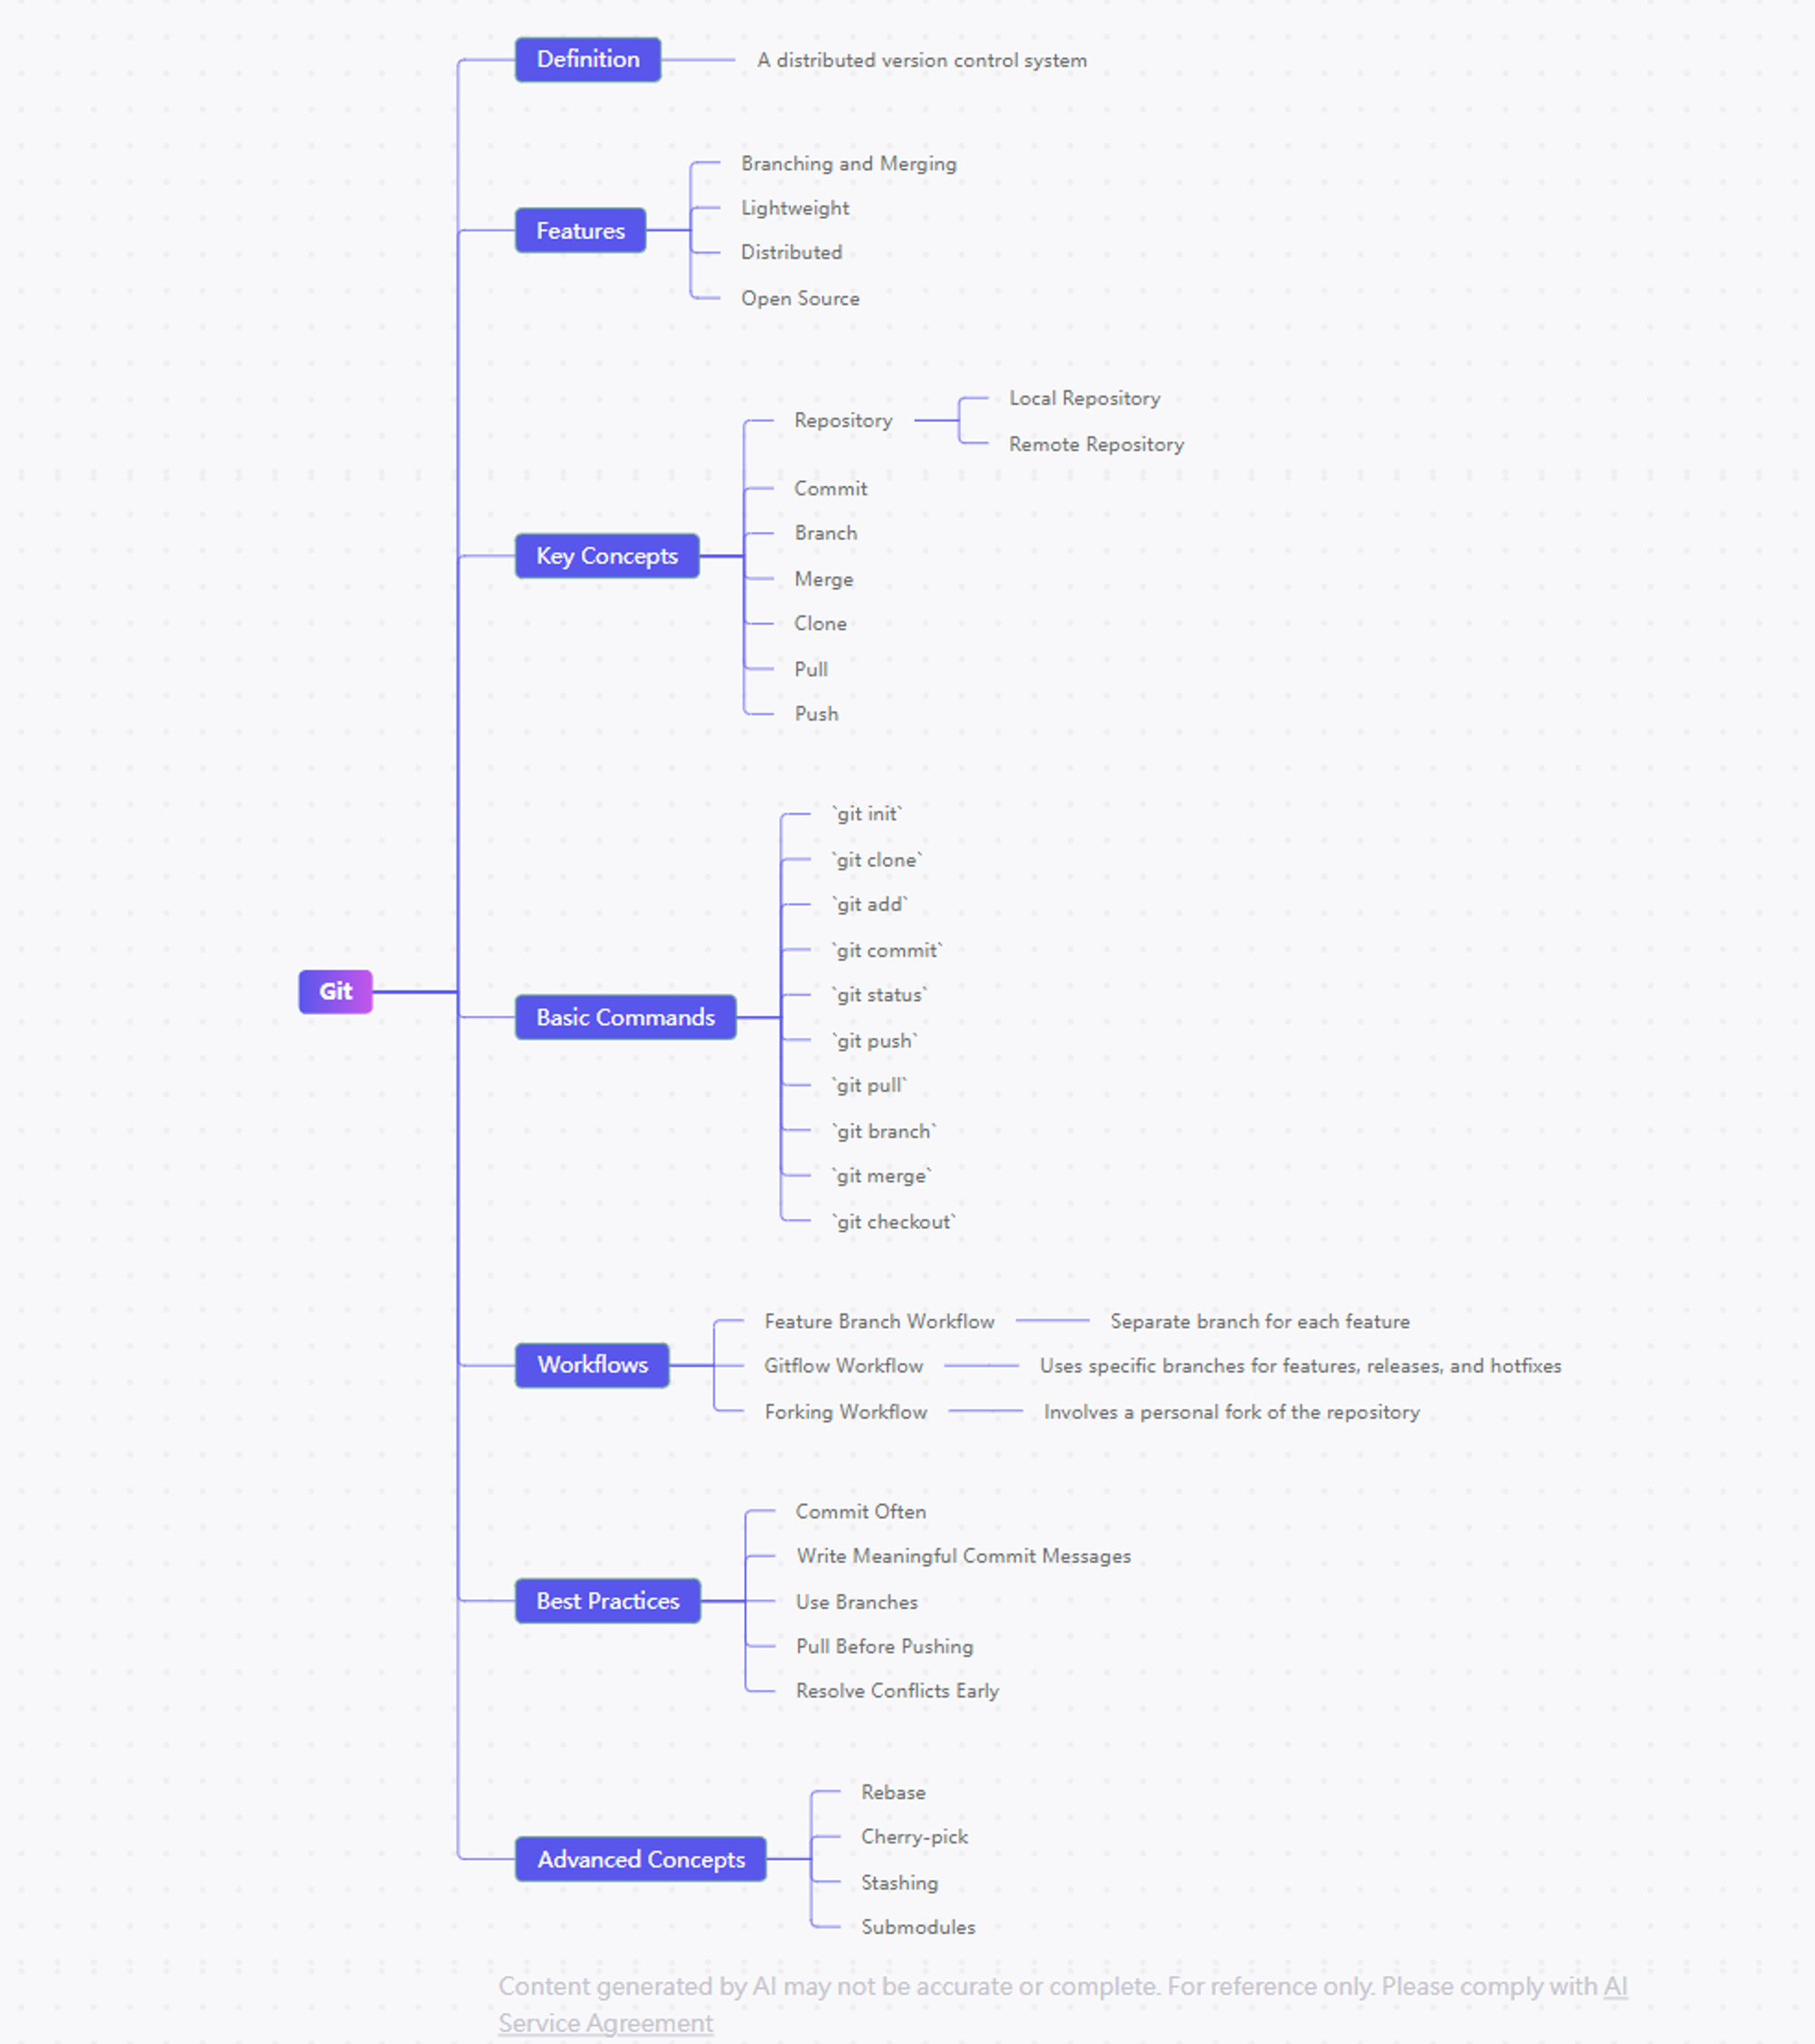 Definition
A distributed version control system
Features
Branching and Merging
Lightweight
Distributed
Open Source
Key Concepts
Repository
Local Repository
Remote Repository
Commit
Branch
Merge
Clone
Pull
Push
Git
Basic Commands
`git init`
`git clone`
`git add`
`git commit`
`git status`
`git push`
`git pull`
`git branch`
`git merge`
`git checkout`
Workflows
Feature Branch Workflow
Separate branch for each feature
Gitflow Workflow
Uses specific branches for features, releases, and hotfixes
Forking Workflow
Involves a personal fork of the repository
Best Practices
Commit Often
Write Meaningful Commit Messages
Use Branches
Pull Before Pushing
Resolve Conflicts Early
Advanced Concepts
Rebase
Cherry-pick
Stashing
Submodules
Content generated by AI may not be accurate or complete. For reference only. Please comply with AI
Service Agreement